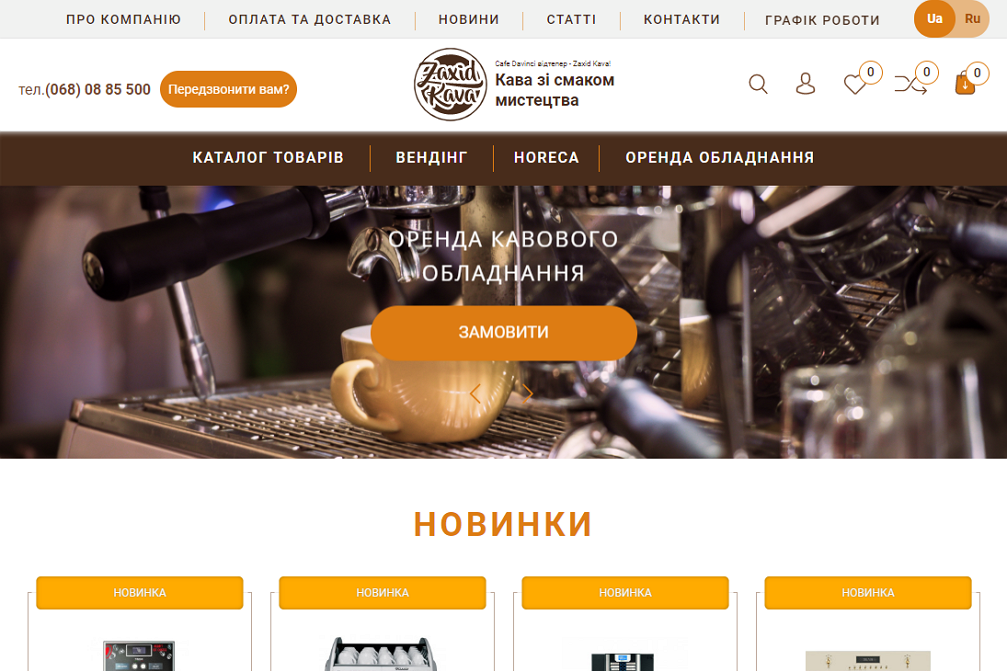 ПРО КОМПАНІЮ ОПЛАТА ТА ДОСТАВКА НОВИНИ СТАТТІ КОНТАКТИ ГРАФІК РОБОТИ Ua Ru
тел.(068) 08 85 500 Передзвонити вам?
Zaxid
Kava
Cafe Davinci відтепер - Zaxid Kava!
Кава зі смаком
мистецтва
0 0 0
КАТАЛОГ ТОВАРІВ ВЕНДІНГ HORECA ОРЕНДА ОБЛАДНАННЯ
ОРЕНДА КАВОВОГО
ОБЛАДНАННЯ
ЗАМОВИТИ
НОВИНКИ
НОВИНКА НОВИНКА НОВИНКА НОВИНКА